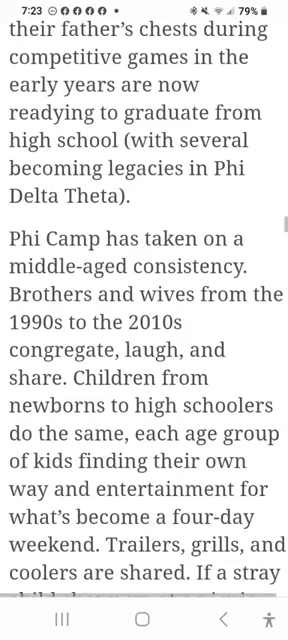 7:23 79%
their father’s chests during
competitive games in the
early years are now
readying to graduate from
high school (with several
becoming legacies in Phi
Delta Theta).
Phi Camp has taken on a
middle-aged consistency.
Brothers and wives from the
1990s to the 2010s
congregate, laugh, and
share. Children from
newborns to high schoolers
do the same, each age group
of kids finding their own
way and entertainment for
what’s become a four-day
weekend. Trailers, grills, and
coolers are shared. If a stray